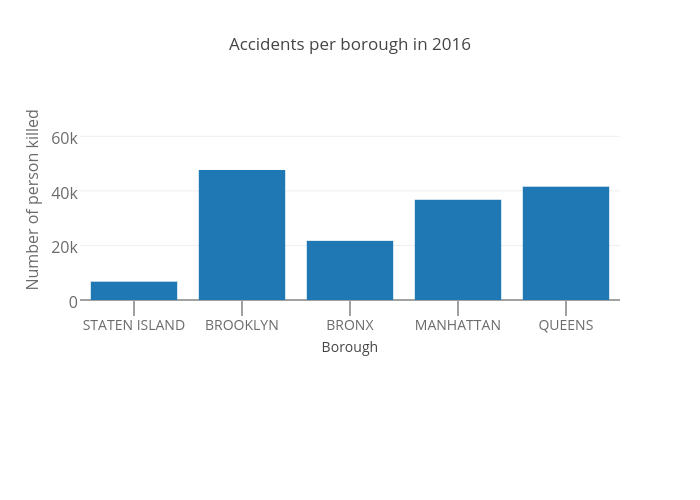 Accidents per borough in 2016
Number of person killed
60k
40k
20k
0
STATEN ISLAND BROOKLYN BRONX MANHATTAN QUEENS
Borough